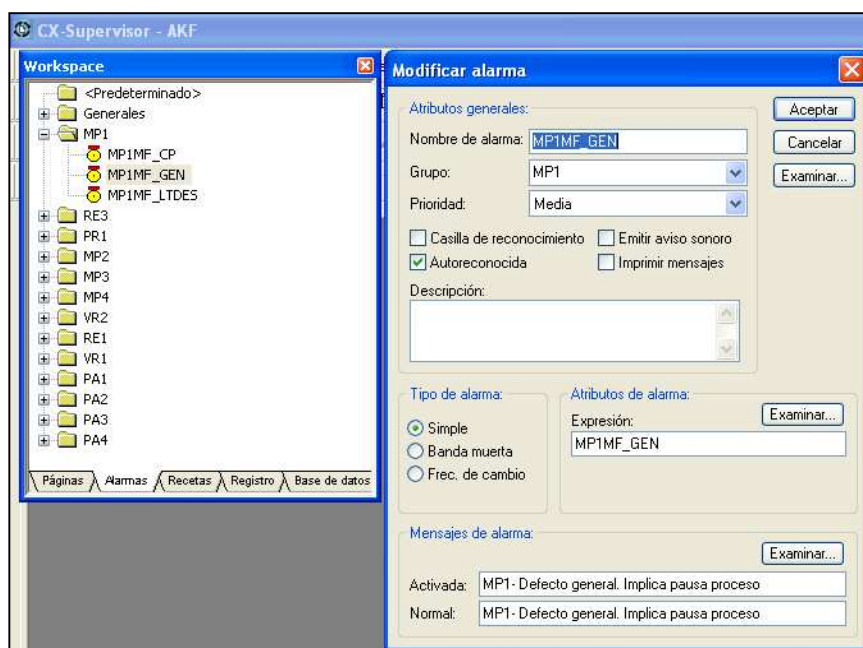 CX-Supervisor - AKF
Workspace
<Predeterminado>
Generales
MP1
MP1MF_CP
MP1MF_GEN
MP1MF_LTDES
RE3
PR1
MP2
MP3
MP4
VR2
RE1
VR1
PA1
PA2
PA3
PA4
Páginas Alarmas Recetas Registro Base de datos
Modificar alarma
Atributos generales:
Nombre de alarma: MP1MF_GEN
Grupo: MP1
Prioridad: Media
Casilla de reconocimiento Emitir aviso sonoro
Autoreconocida Imprimir mensajes
Descripción:
Aceptar
Cancelar
Examinar...
Tipo de alarma:
Simple
Banda muerta
Frec. de cambio
Atributos de alarma:
Expresión: Examinar...
MP1MF_GEN
Mensajes de alarma:
Examinar...
Activada: MP1- Defecto general. Implica pausa proceso
Normal: MP1- Defecto general. Implica pausa proceso